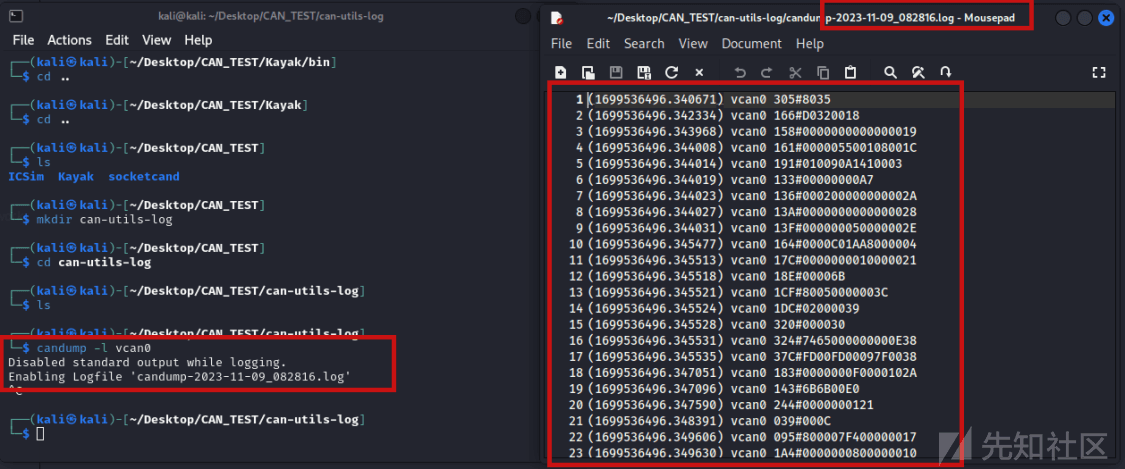 kali@kali: ~/Desktop/CAN_TEST/can-utils-log
File Actions Edit View Help
┌──(kali㉿kali)-[~/Desktop/CAN_TEST/Kayak/bin]
└─$ cd ..
┌──(kali㉿kali)-[~/Desktop/CAN_TEST/Kayak]
└─$ cd ..
┌──(kali㉿kali)-[~/Desktop/CAN_TEST]
└─$ ls
ICSim Kayak socketcand
┌──(kali㉿kali)-[~/Desktop/CAN_TEST]
└─$ mkdir can-utils-log
┌──(kali㉿kali)-[~/Desktop/CAN_TEST]
└─$ cd can-utils-log
┌──(kali㉿kali)-[~/Desktop/CAN_TEST/can-utils-log]
└─$ ls
┌──(kali㉿kali)-[~/Desktop/CAN_TEST/can-utils-log]
└─$ candump -l vcan0
Disabled standard output while logging.
Enabling Logfile 'candump-2023-11-09_082816.log'
^C
┌──(kali㉿kali)-[~/Desktop/CAN_TEST/can-utils-log]
└─$
~/Desktop/CAN_TEST/can-utils-log/candump-2023-11-09_082816.log - Mousepad
File Edit Search View Document Help
1 (1699536496.340671) vcan0 305#8035
2 (1699536496.342334) vcan0 166#D0320018
3 (1699536496.343968) vcan0 158#0000000000000019
4 (1699536496.344008) vcan0 161#000005500108001C
5 (1699536496.344014) vcan0 191#010090A1410003
6 (1699536496.344019) vcan0 133#00000000A7
7 (1699536496.344023) vcan0 136#000200000000002A
8 (1699536496.344027) vcan0 13A#0000000000000028
9 (1699536496.344031) vcan0 13F#000000050000002E
10 (1699536496.345477) vcan0 164#0000C01AA8000004
11 (1699536496.345513) vcan0 17C#0000000010000021
12 (1699536496.345518) vcan0 18E#00006B
13 (1699536496.345521) vcan0 1CF#80050000003C
14 (1699536496.345524) vcan0 1DC#02000039
15 (1699536496.345528) vcan0 320#000030
16 (1699536496.345531) vcan0 324#7465000000000E38
17 (1699536496.345535) vcan0 37C#FD00FD00097F0038
18 (1699536496.347051) vcan0 183#0000000F0000102A
19 (1699536496.347096) vcan0 143#6B6B00E0
20 (1699536496.347590) vcan0 244#0000000121
21 (1699536496.348391) vcan0 039#000C
22 (1699536496.349606) vcan0 095#800007F400000017
23 (1699536496.349630) vcan0 1A4#0000000800000010
先知社区